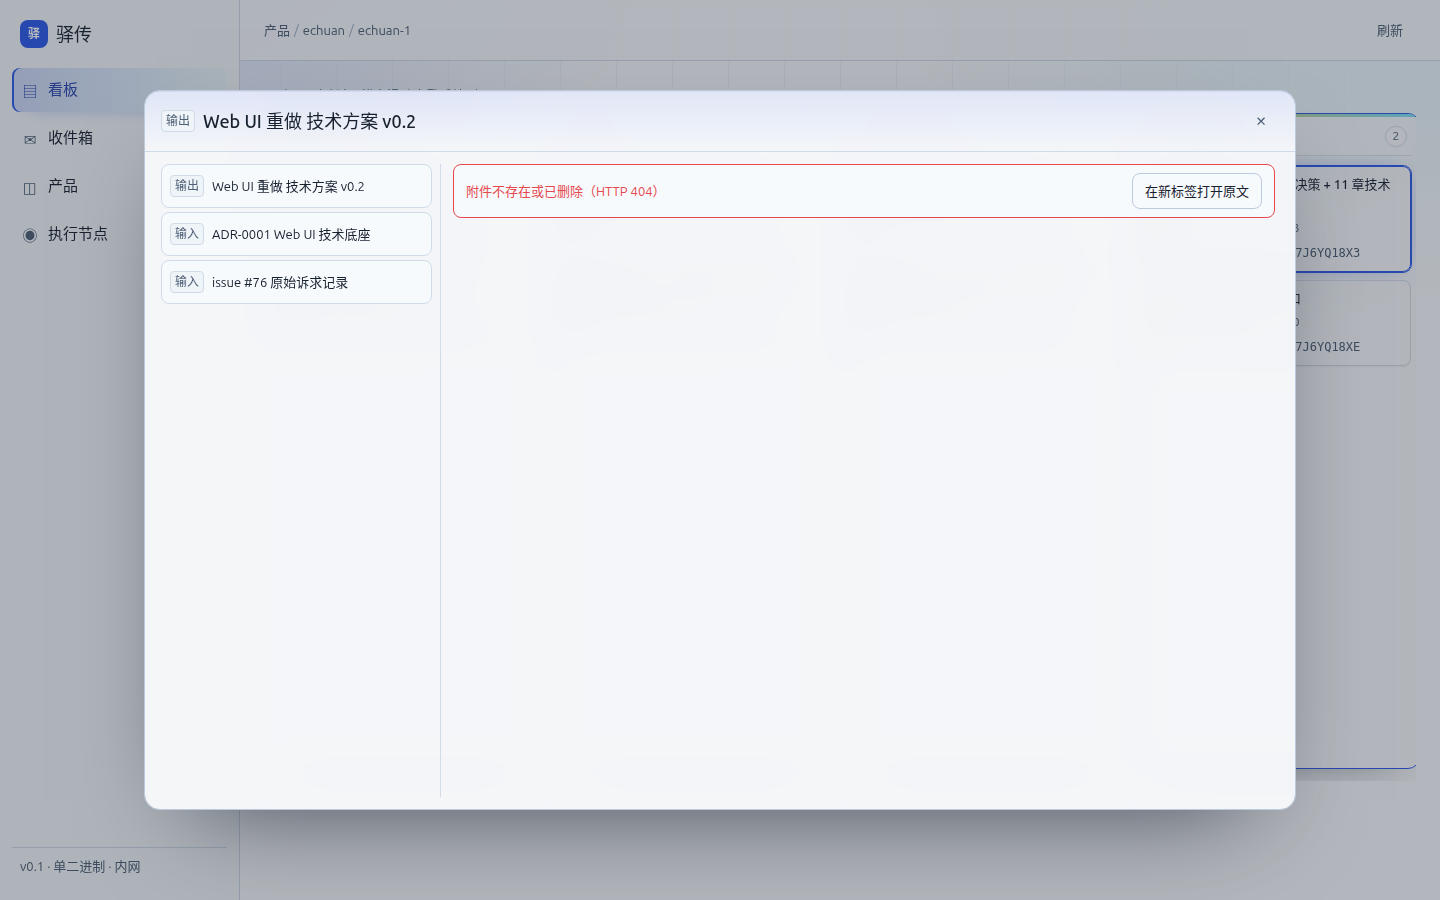 驿 驿传
看板
收件箱
产品
执行节点
v0.1 · 单二进制 · 内网
产品 / echuan / echuan-1
刷新
输出 Web UI 重做 技术方案 v0.2
×
输出 Web UI 重做 技术方案 v0.2
输入 ADR-0001 Web UI 技术底座
输入 issue #76 原始诉求记录
附件不存在或已删除（HTTP 404）
在新标签打开原文
2
决策 + 11 章技术
7J6YQ18X3
7J6YQ18XE